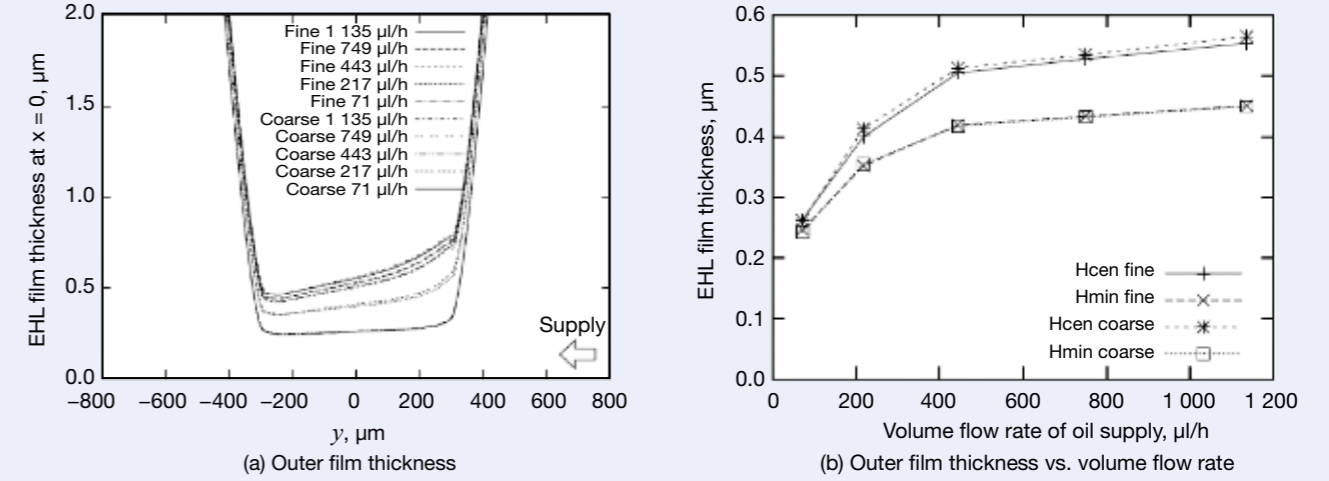 EHL film thickness at x = 0, µm
2.0
1.5
1.0
0.5
0.0
Fine 1 135 µl/h
Fine 749 µl/h
Fine 443 µl/h
Fine 217 µl/h
Fine 71 µl/h
Coarse 1 135 µl/h
Coarse 749 µl/h
Coarse 443 µl/h
Coarse 217 µl/h
Coarse 71 µl/h
Supply
−800 −600 −400 −200 0 200 400 600 800
y, µm
(a) Outer film thickness
EHL film thickness, µm
0.6
0.5
0.4
0.3
0.2
0.1
0.0
Hcen fine
Hmin fine
Hcen coarse
Hmin coarse
0 200 400 600 800 1 000 1 200
Volume flow rate of oil supply, µl/h
(b) Outer film thickness vs. volume flow rate